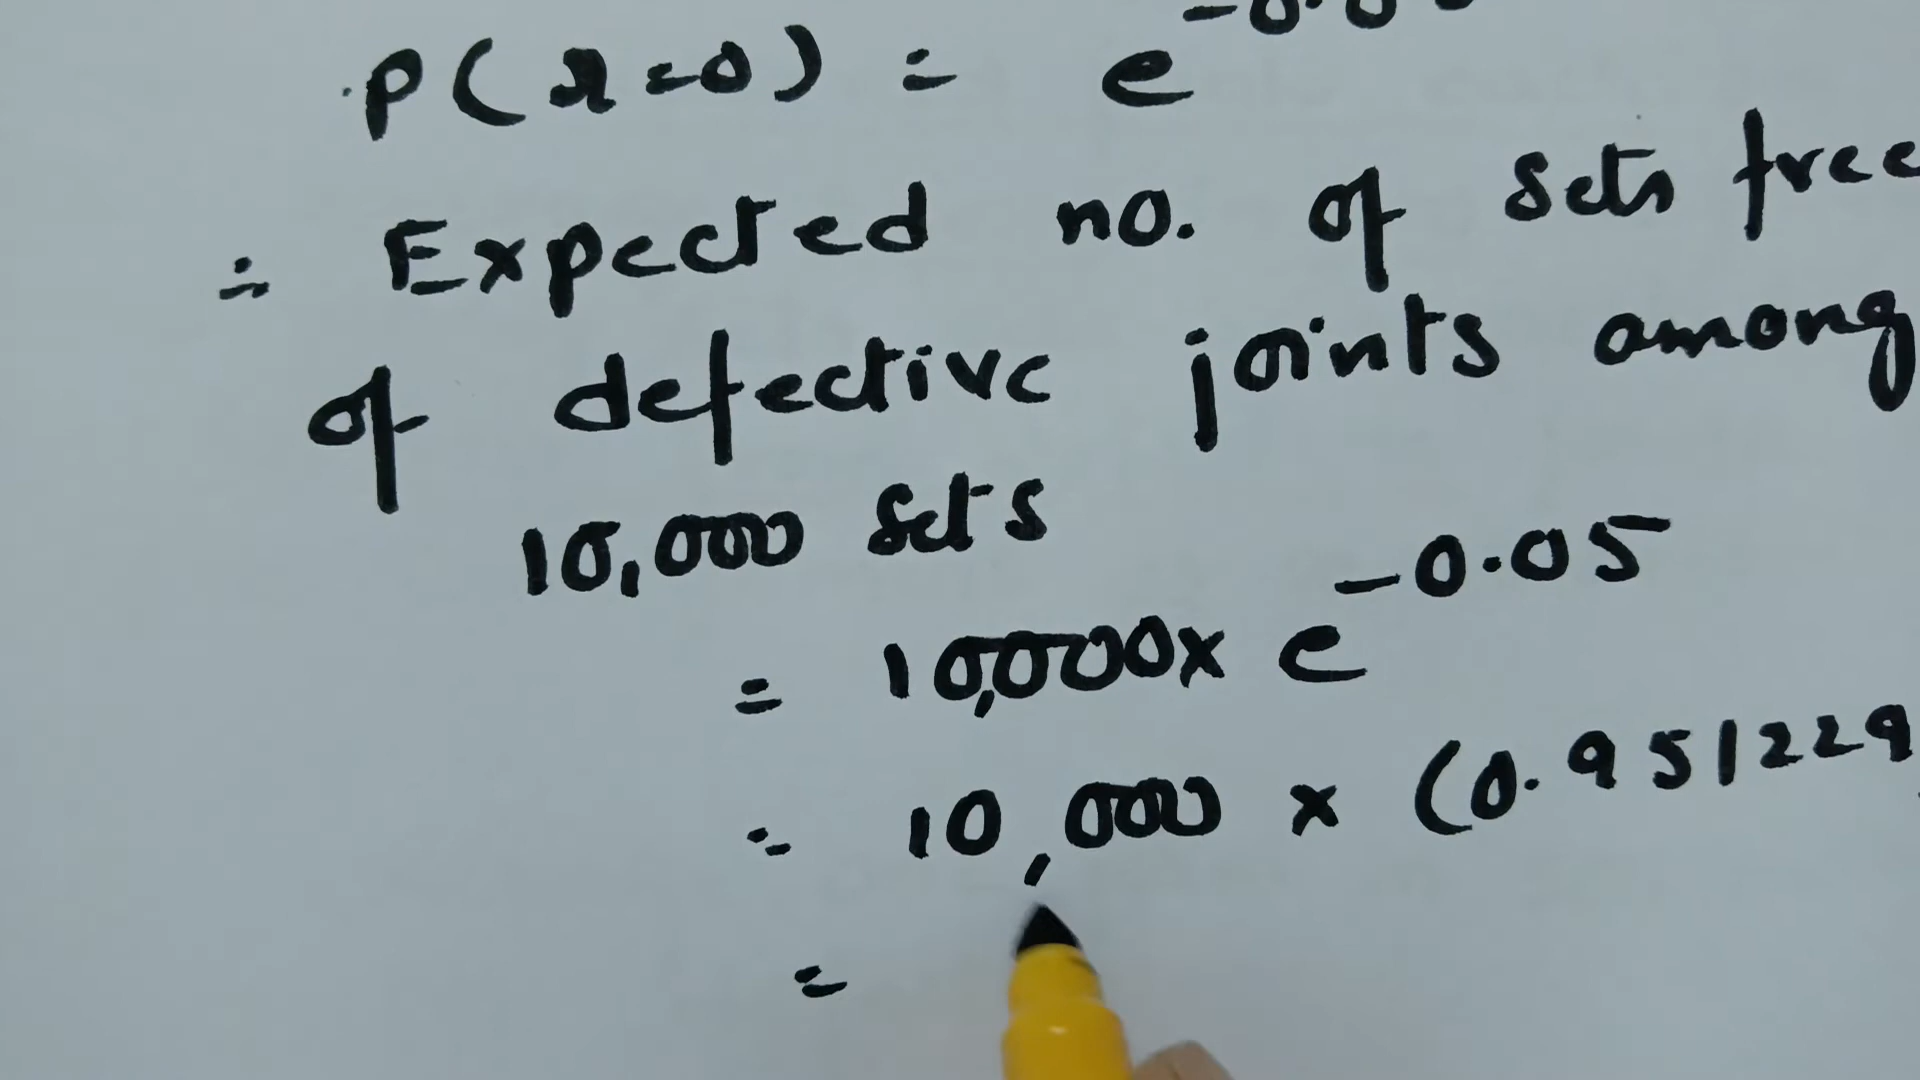 P(x=0) = e
∴ Expected no. of sets free
of defective joints among
10,000 sets
= 10,000 x e^-0.05
= 10,000 x (0.951229
=